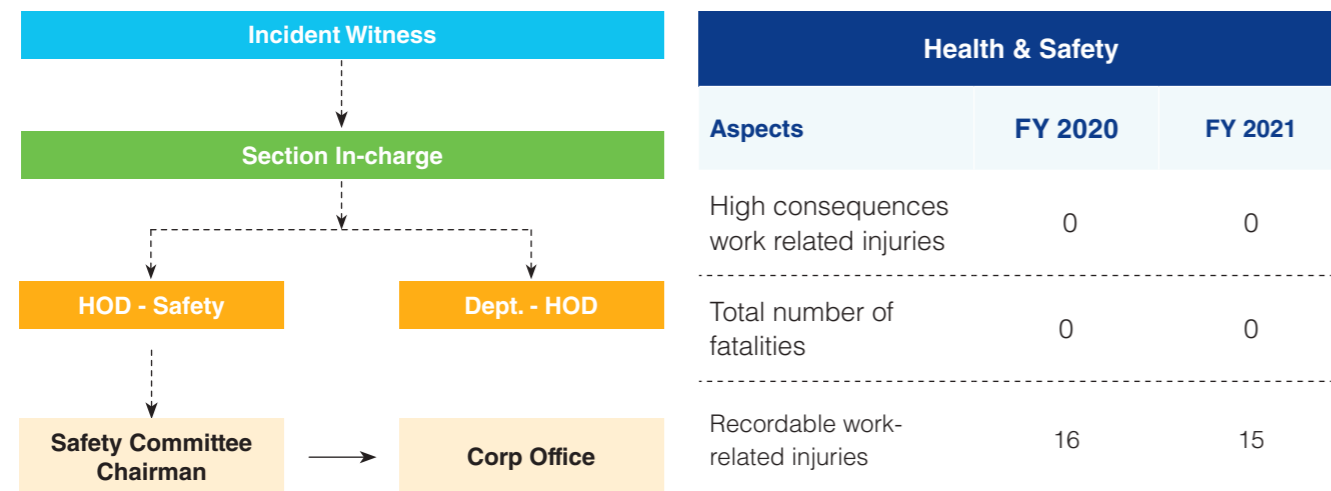 Incident Witness
Section In-charge
HOD - Safety
Dept. - HOD
Safety Committee
Chairman
Corp Office
Health & Safety
Aspects FY 2020 FY 2021
High consequences
work related injuries 0 0
Total number of
fatalities 0 0
Recordable work-
related injuries 16 15